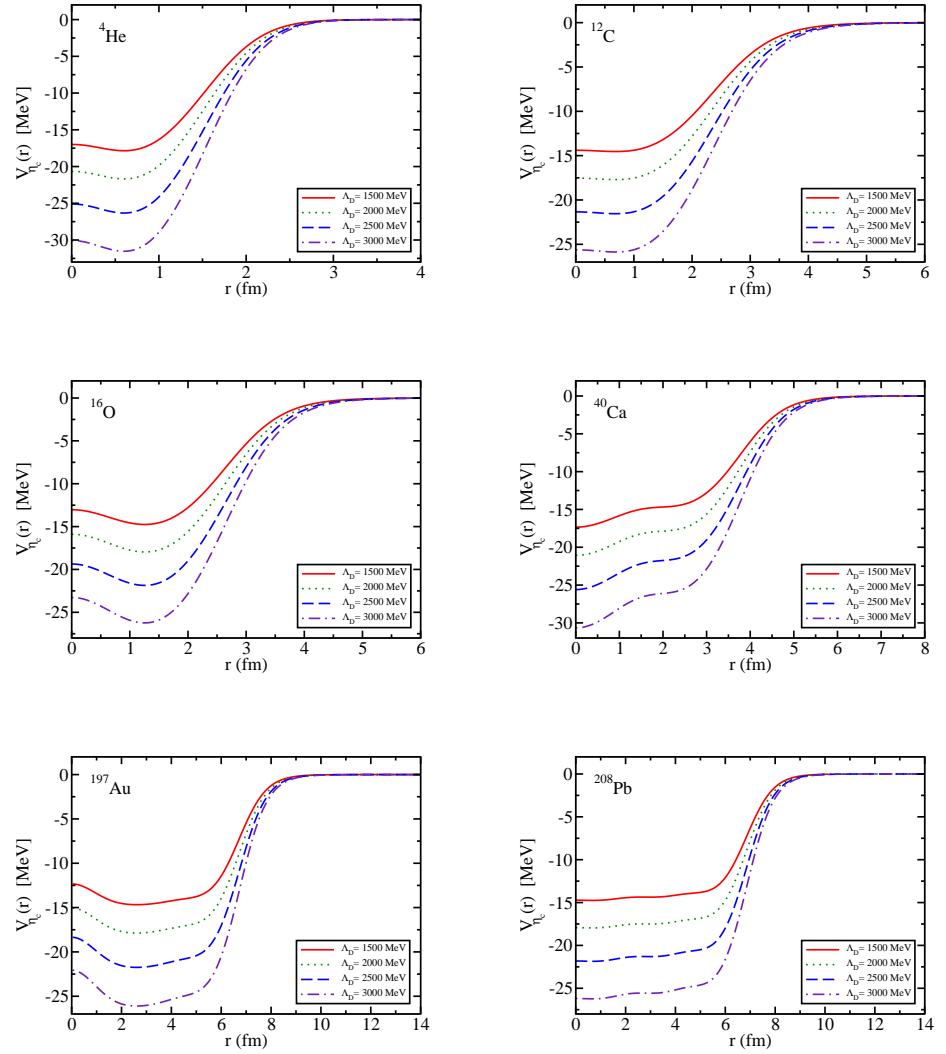 ⁴He
V_ηc(r) [MeV]
0
-5
-10
-15
-20
-25
-30
0 1 2 3 4
r (fm)
Λ_D = 1500 MeV
Λ_D = 2000 MeV
Λ_D = 2500 MeV
Λ_D = 3000 MeV
¹²C
V_ηc(r) [MeV]
0
-5
-10
-15
-20
-25
0 1 2 3 4 5 6
r (fm)
Λ_D = 1500 MeV
Λ_D = 2000 MeV
Λ_D = 2500 MeV
Λ_D = 3000 MeV
¹⁶O
V_ηc(r) [MeV]
0
-5
-10
-15
-20
-25
0 1 2 3 4 5 6
r (fm)
Λ_D = 1500 MeV
Λ_D = 2000 MeV
Λ_D = 2500 MeV
Λ_D = 3000 MeV
⁴⁰Ca
V_ηc(r) [MeV]
0
-5
-10
-15
-20
-25
-30
0 1 2 3 4 5 6 7 8
r (fm)
Λ_D = 1500 MeV
Λ_D = 2000 MeV
Λ_D = 2500 MeV
Λ_D = 3000 MeV
¹⁹⁷Au
V_ηc(r) [MeV]
0
-5
-10
-15
-20
-25
0 2 4 6 8 10 12 14
r (fm)
Λ_D = 1500 MeV
Λ_D = 2000 MeV
Λ_D = 2500 MeV
Λ_D = 3000 MeV
²⁰⁸Pb
V_ηc(r) [MeV]
0
-5
-10
-15
-20
-25
0 2 4 6 8 10 12 14
r (fm)
Λ_D = 1500 MeV
Λ_D = 2000 MeV
Λ_D = 2500 MeV
Λ_D = 3000 MeV